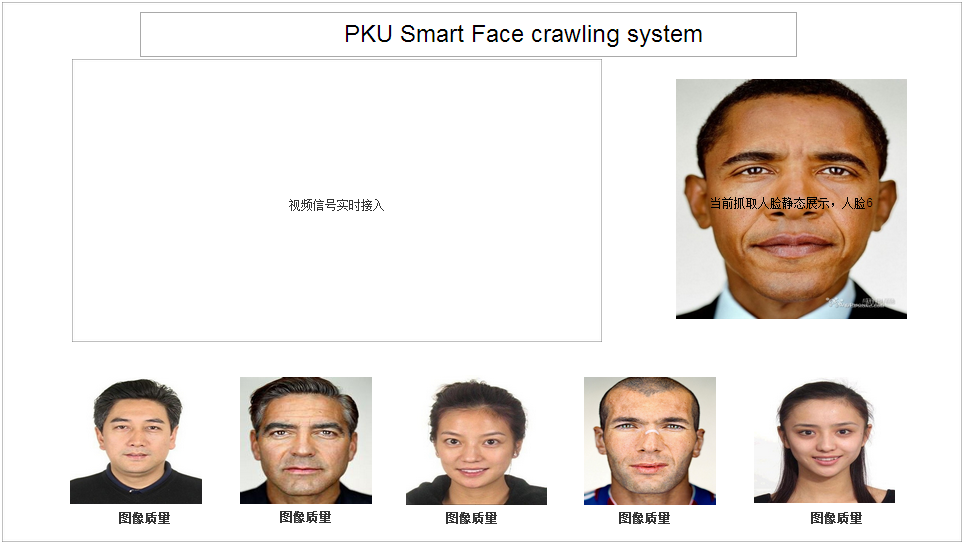 PKU Smart Face crawling system
视频信号实时接入
当前抓取人脸静态展示，人脸6
图像质量
图像质量
图像质量
图像质量
图像质量